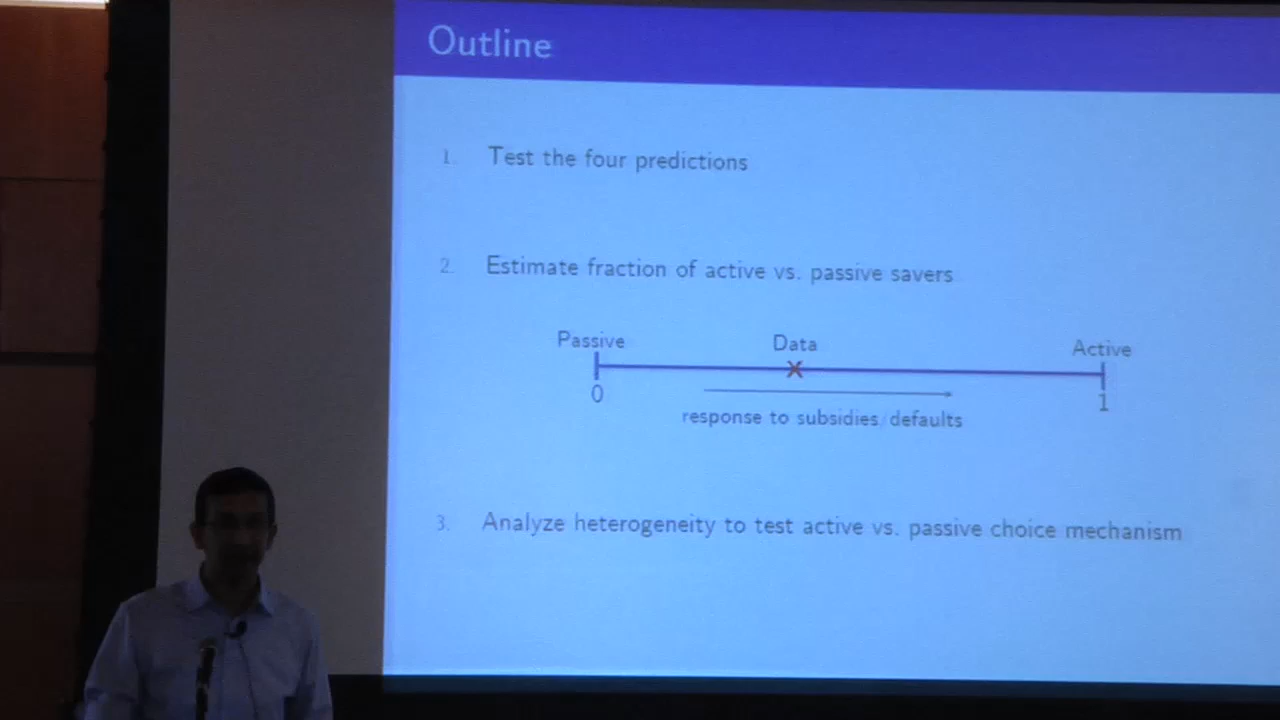 Outline
1. Test the four predictions
2. Estimate fraction of active vs. passive savers
Passive Data Active
0 1
response to subsidies/defaults
3. Analyze heterogeneity to test active vs. passive choice mechanism